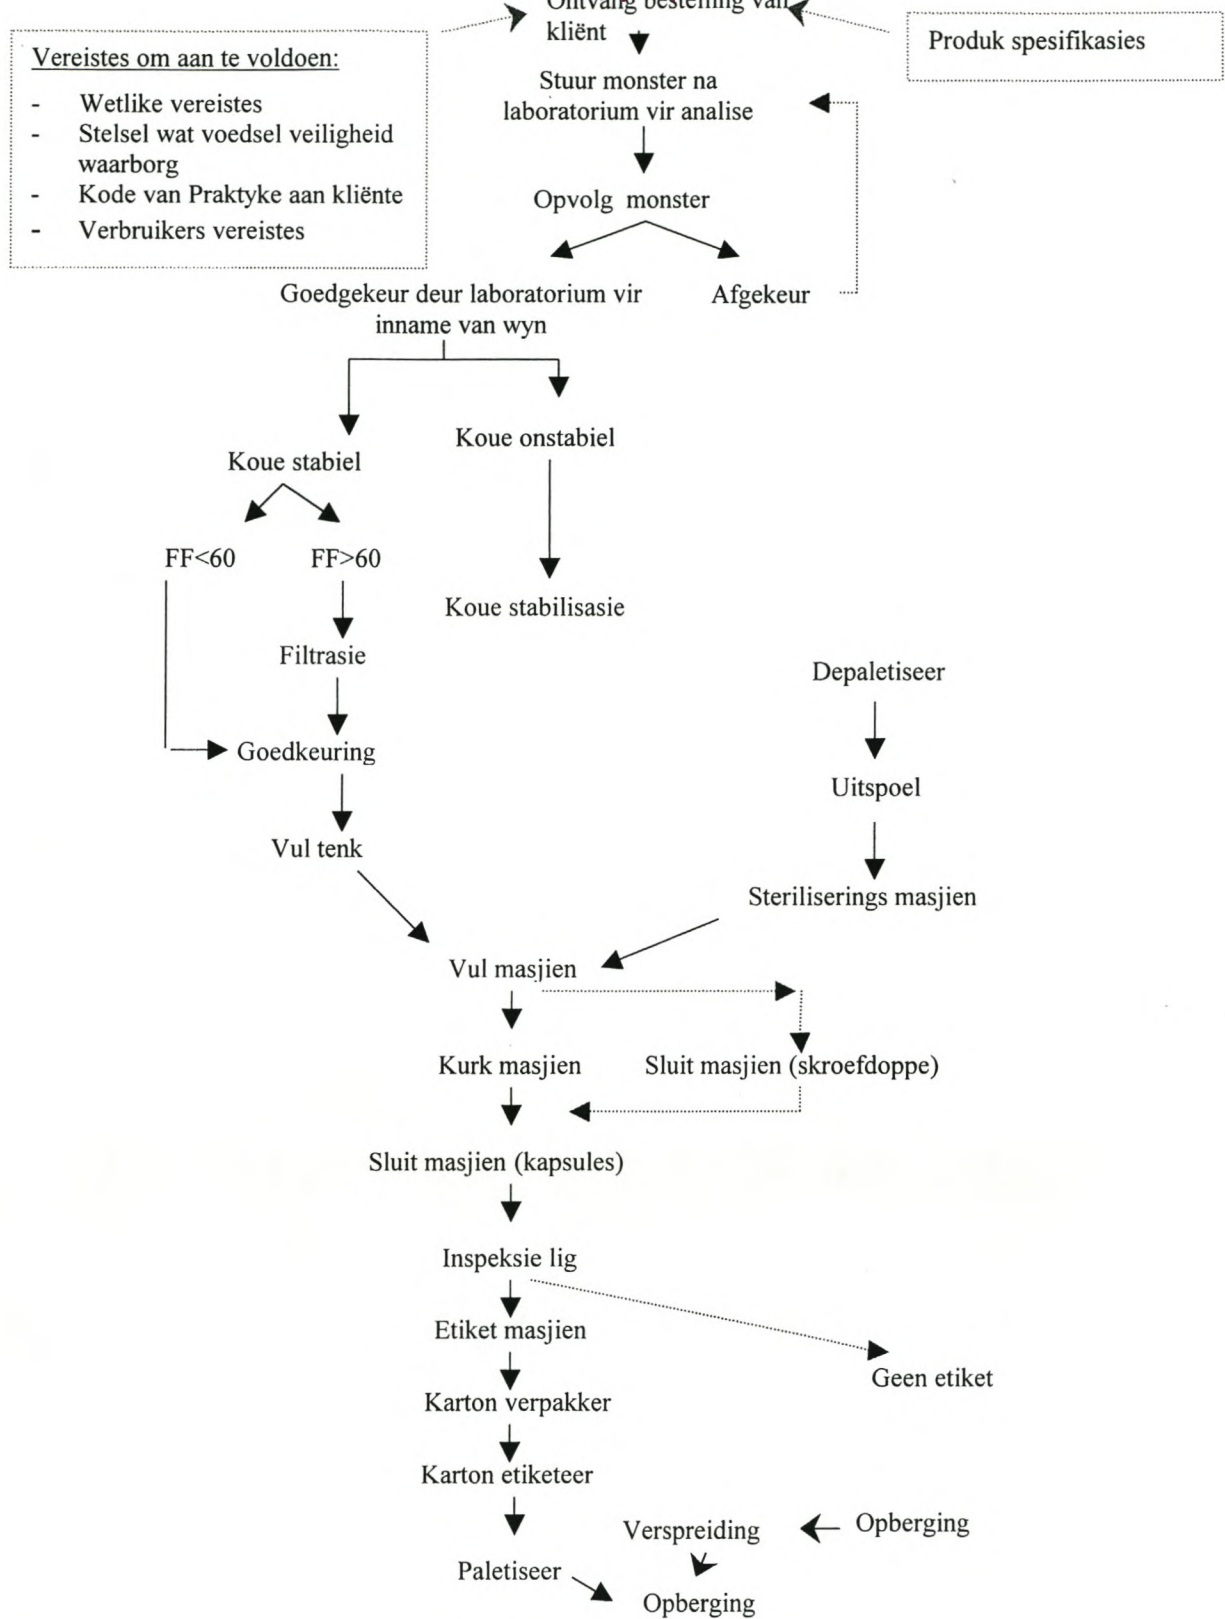 Ontvang bestelling van
kliënt
Vereistes om aan te voldoen:
- Wetlike vereistes
- Stelsel wat voedsel veiligheid
waarborg
- Kode van Praktyke aan kliënte
- Verbruikers vereistes
Produk spesifikasies
Stuur monster na
laboratorium vir analise
Opvolg monster
Goedgekeur deur laboratorium vir
inname van wyn
Afgekeur
Koue stabiel
Koue onstabiel
FF<60
FF>60
Koue stabilisasie
Filtrasie
Goedkeuring
Vul tenk
Depaletiseer
Uitspoel
Steriliserings masjien
Vul masjien
Kurk masjien
Sluit masjien (skroefdoppe)
Sluit masjien (kapsules)
Inspeksie lig
Etiket masjien
Geen etiket
Karton verpakker
Karton etiketeer
Verspreiding
Opberging
Paletiseer
Opberging